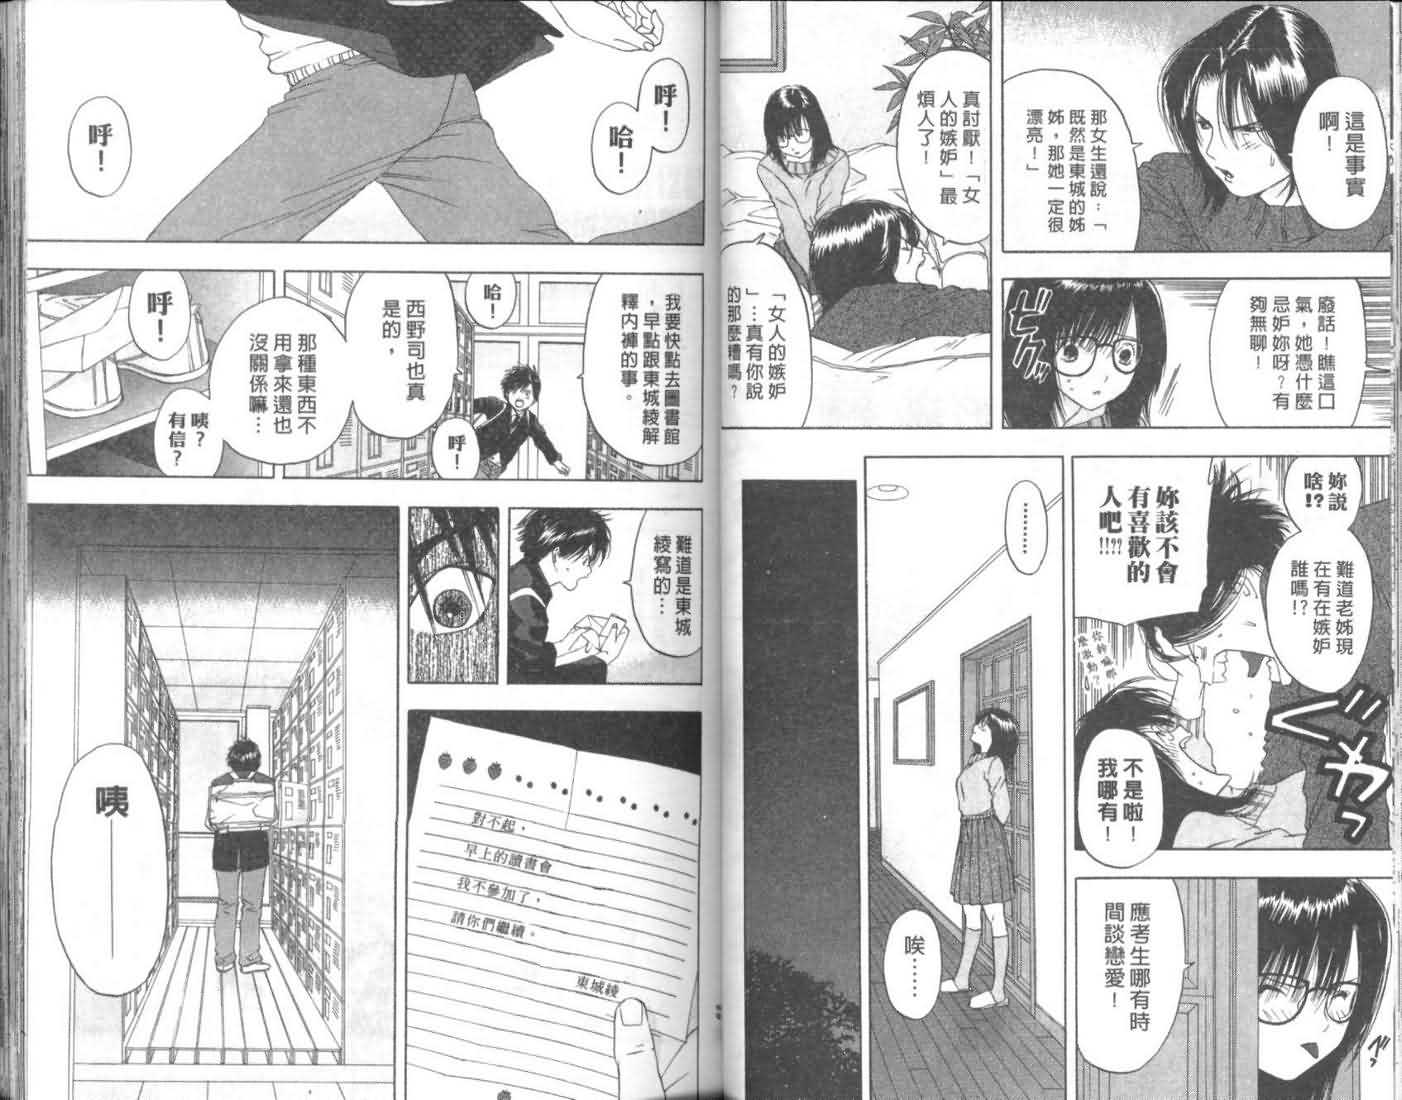 這是事實
啊！
那女生還說：「
既然是東城的姊
姊，那她一定很
漂亮！」
真討厭！「女
人的嫉妒」最
煩人了！
「女人的嫉妒
」…真有你說
的那麼糟嗎？
廢話！瞧這口
氣，她憑什麼
忌妒妳呀？有
夠無聊！
妳說
啥!?
難道老姊現
在有在嫉妒
誰嗎!?
妳該不會
有喜歡的
人吧!!??
你幹嘛那
麼激動？
不是啦！
我哪有！
………
唉……
應考生哪有時
間談戀愛！
呼！
哈！
呼！
我要快點去圖書館
，早點跟東城綾解
釋內褲的事。
哈！
呼！
西野司也真
是的，
那種東西不
用拿來還也
沒關係嘛…
呼！
咦？
有信？
難道是東城
綾寫的…
對不起，
早上的讀書會
我不參加了，
請你們繼續。
東城綾
咦——